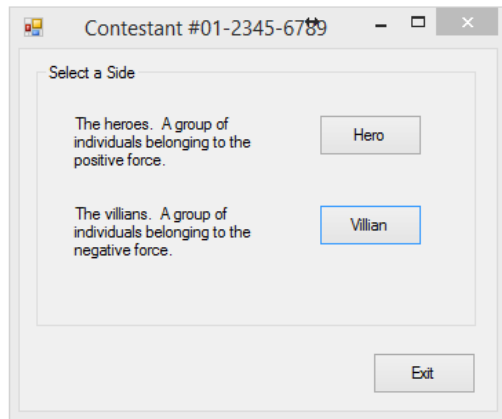 Contestant #01-2345-6789
Select a Side
The heroes.  A group of
individuals belonging to the
positive force.
Hero
The villians.  A group of
individuals belonging to the
negative force.
Villian
Exit